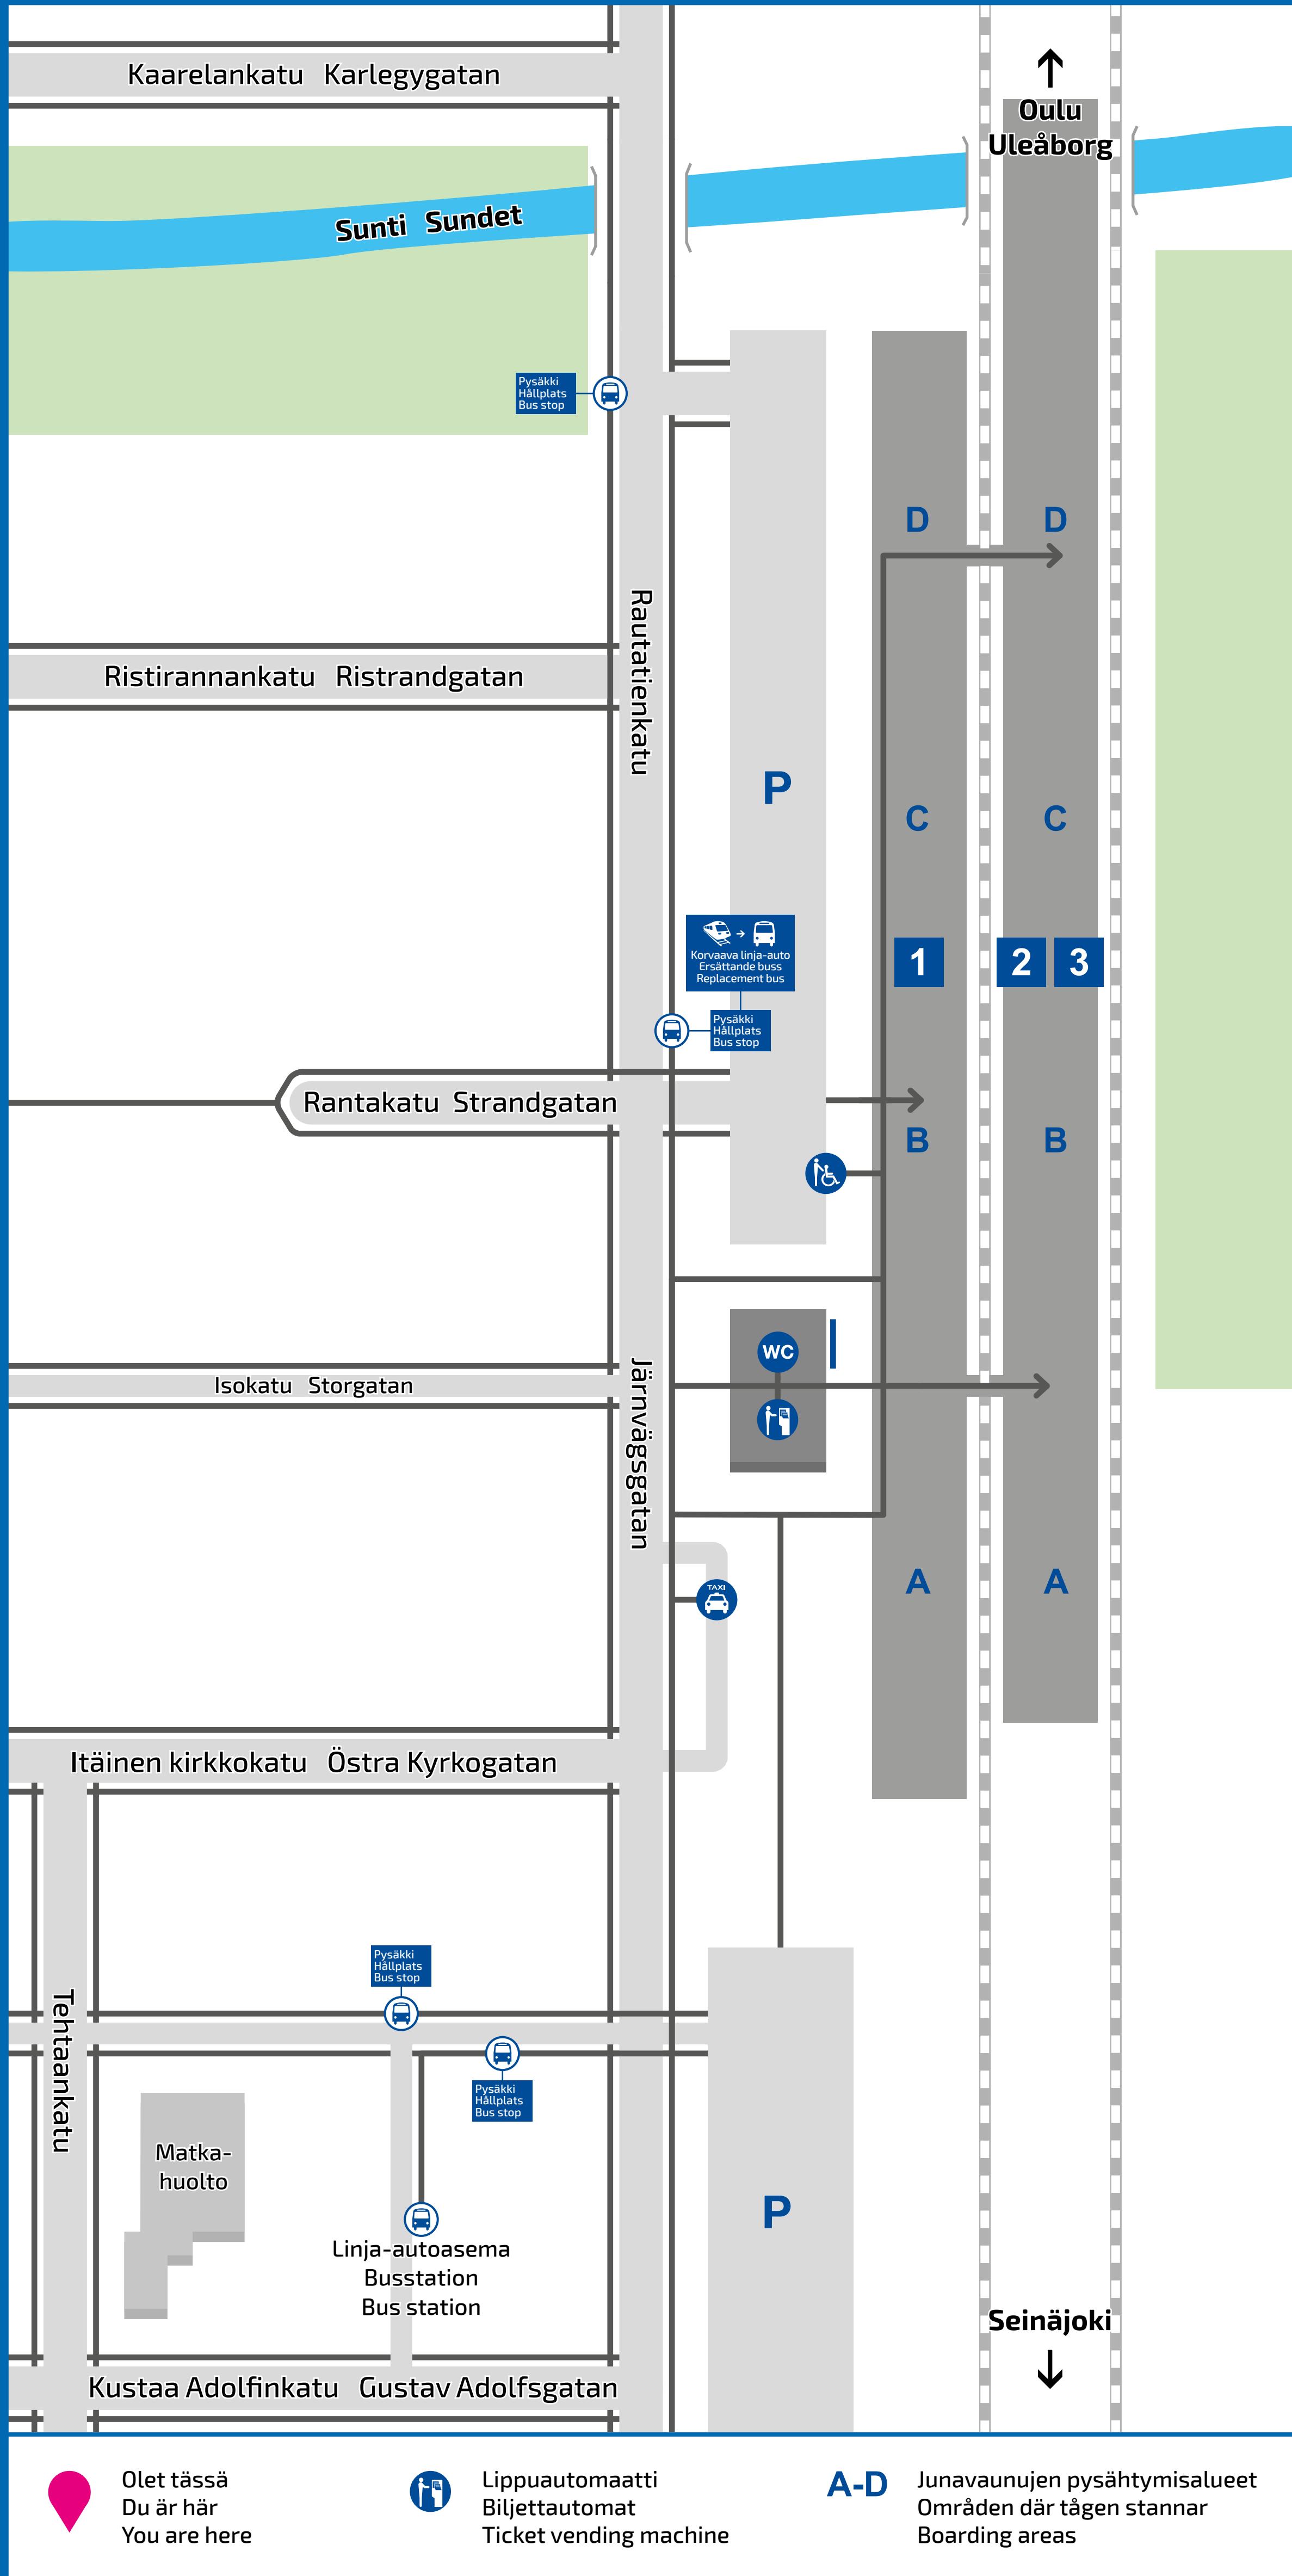 Kaarelankatu Karlegygatan
Oulu
Uleåborg
Sunti Sundet
Pysäkki
Hållplats
Bus stop
D
D
Rautatienkatu
Ristirannankatu Ristrandgatan
P
C
C
Korvaava linja-auto
Ersättande buss
Replacement bus
1
2
3
Pysäkki
Hållplats
Bus stop
Rantakatu Strandgatan
B
B
WC
Järnvägsgatan
Isokatu Storgatan
TAXI
A
A
Itäinen kirkkokatu Östra Kyrkogatan
Pysäkki
Hållplats
Bus stop
Tehtaankatu
Pysäkki
Hållplats
Bus stop
Matka-
huolto
P
Linja-autoasema
Busstation
Bus station
Seinäjoki
Kustaa Adolfinkatu Gustav Adolfsgatan
Olet tässä
Du är här
You are here
Lippuautomaatti
Biljettautomat
Ticket vending machine
A-D
Junavaunujen pysähtymisalueet
Områden där tågen stannar
Boarding areas